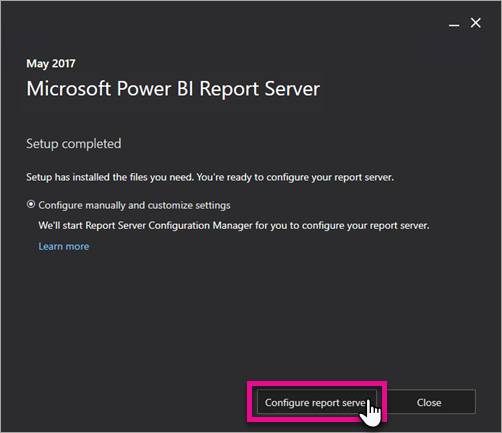 May 2017
Microsoft Power BI Report Server
Setup completed
Setup has installed the files you need. You're ready to configure your report server.
Configure manually and customize settings
We'll start Report Server Configuration Manager for you to configure your report server.
Learn more
Configure report server
Close